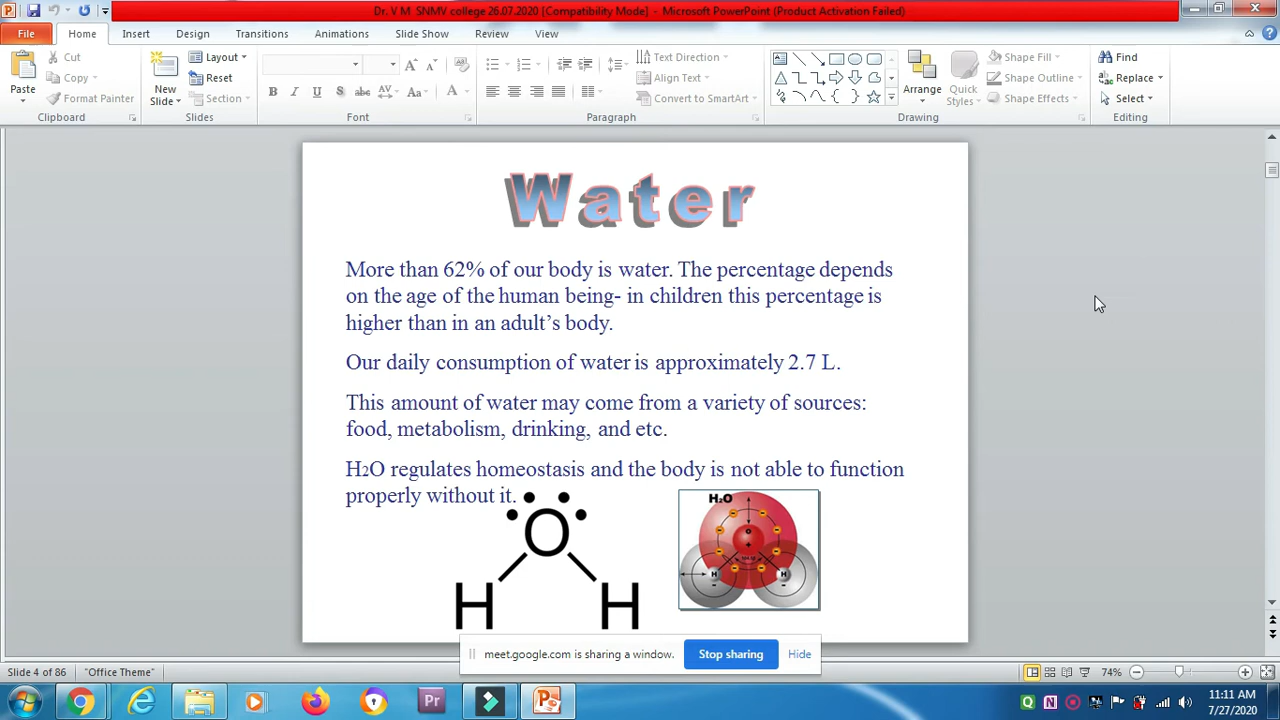 Dr. V M  SNMV college 26.07.2020 [Compatibility Mode]  -  Microsoft PowerPoint (Product Activation Failed)
File Home Insert Design Transitions Animations Slide Show Review View
Paste Cut Copy Format Painter
Clipboard
New Slide Layout Reset Section
Slides
B I U S abc AV Aa A
Font
Text Direction Align Text Convert to SmartArt
Paragraph
Arrange Quick Styles Shape Fill Shape Outline Shape Effects
Drawing
Find Replace Select
Editing
Water
More than 62% of our body is water. The percentage depends
on the age of the human being- in children this percentage is
higher than in an adult’s body.
Our daily consumption of water is approximately 2.7 L.
This amount of water may come from a variety of sources:
food, metabolism, drinking, and etc.
H2O regulates homeostasis and the body is not able to function
properly without it.
O
H H
H₂O
O
H H
meet.google.com is sharing a window. Stop sharing Hide
Slide 4 of 86 "Office Theme" 74%
Pr
11:11 AM
7/27/2020